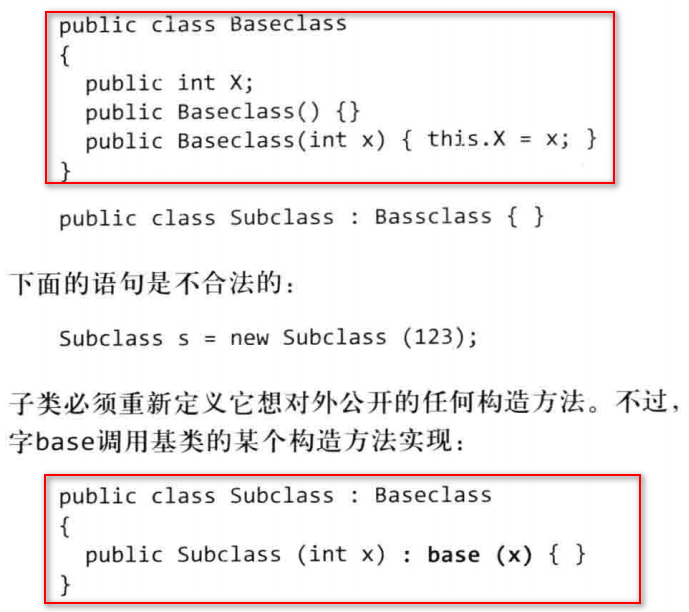 public class Baseclass
{
public int X;
public Baseclass() {}
public Baseclass(int x) { this.X = x; }
}
public class Subclass : Bassclass { }
下面的语句是不合法的：
Subclass s = new Subclass (123);
子类必须重新定义它想对外公开的任何构造方法。不过，
字base调用基类的某个构造方法实现：
public class Subclass : Baseclass
{
public Subclass (int x) : base (x) { }
}